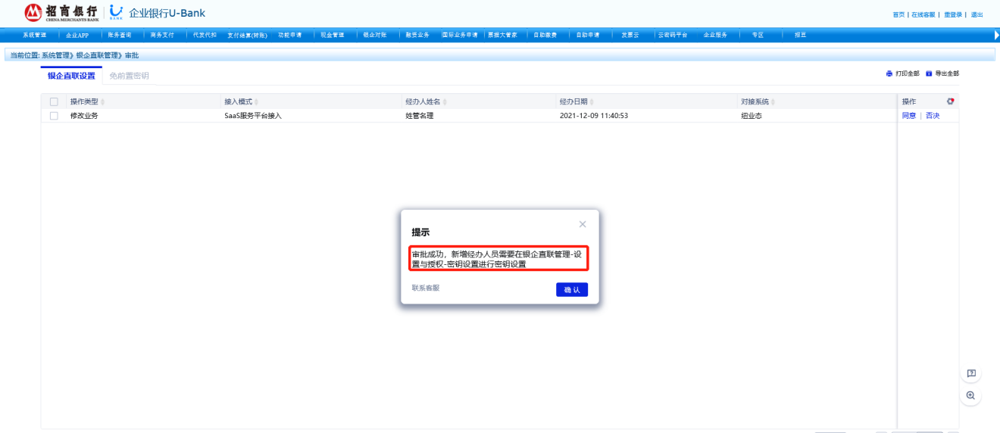 招商银行 企业银行U-Bank
CHINA MERCHANTS BANK U-BANK
首页 | 在线客服 | 重登录 | 退出
系统管理 | 企业APP | 账务查询 | 商务支付 | 代发代扣 支付结算(转账) 功能申请 | 现金管理 | 银企对账 | 融资业务 | 国际业务申请 | 票据大管家 | 自助缴费 | 自助申请 | 发票云 | 云密码平台 企业服务 | 专区 | 招豆
当前位置: 系统管理》银企直联管理》审批
银企直联设置 免前置密钥 打印全部 导出全部
操作类型 接入模式 经办人姓名 经办日期 对接系统 操作
修改业务 SaaS服务平台接入 姓管名理 2021-12-09 11:40:53 纽业态 同意 | 否决
提示
审批成功，新增经办人员需要在银企直联管理-设
置与授权-密钥设置进行密钥设置
联系客服 确认